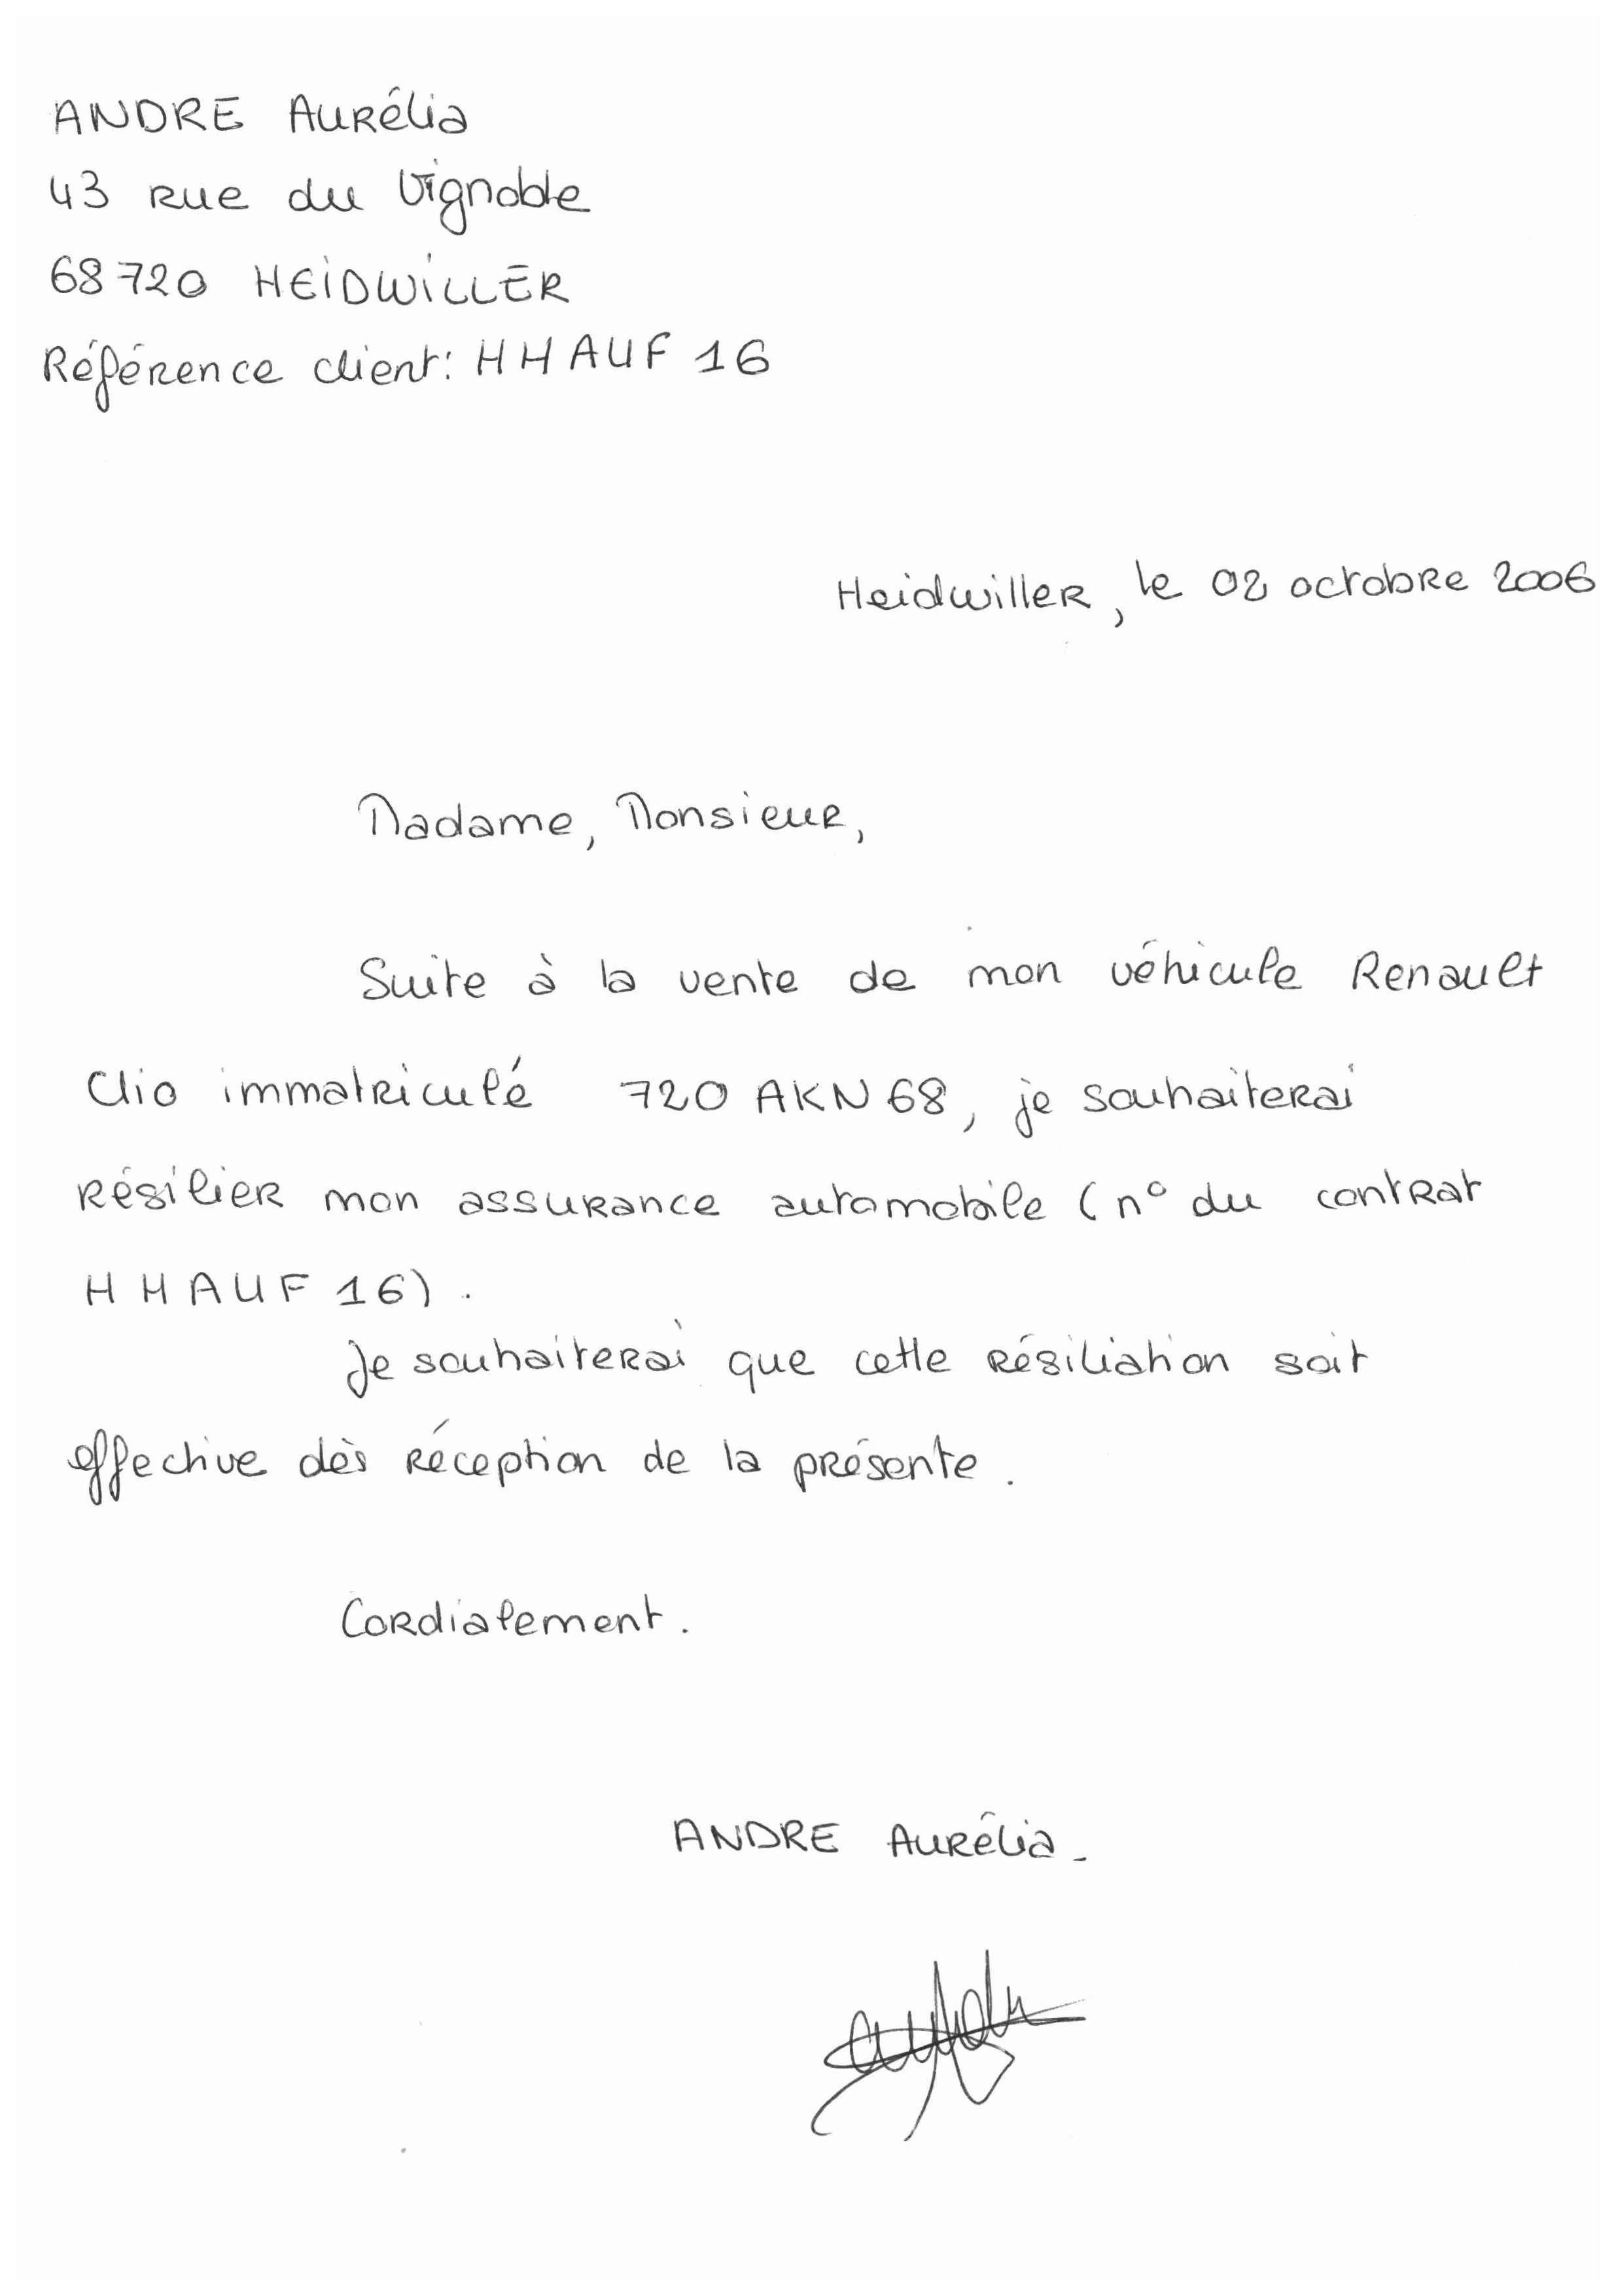 ANDRE Aurélia
43 rue du Vignoble
68720 HEIDWILLER
Référence client: HHAUF 16
Heidwiller, le 02 octobre 2006
Madame, Monsieur,
Suite à la vente de mon véhicule Renault
Clio immatriculé 720 AKN 68, je souhaiterai
résilier mon assurance automobile (n° du contrat
HHAUF 16).
Je souhaiterai que cette résiliation soit
effective dès réception de la présente.
Cordialement.
ANDRE Aurélia_